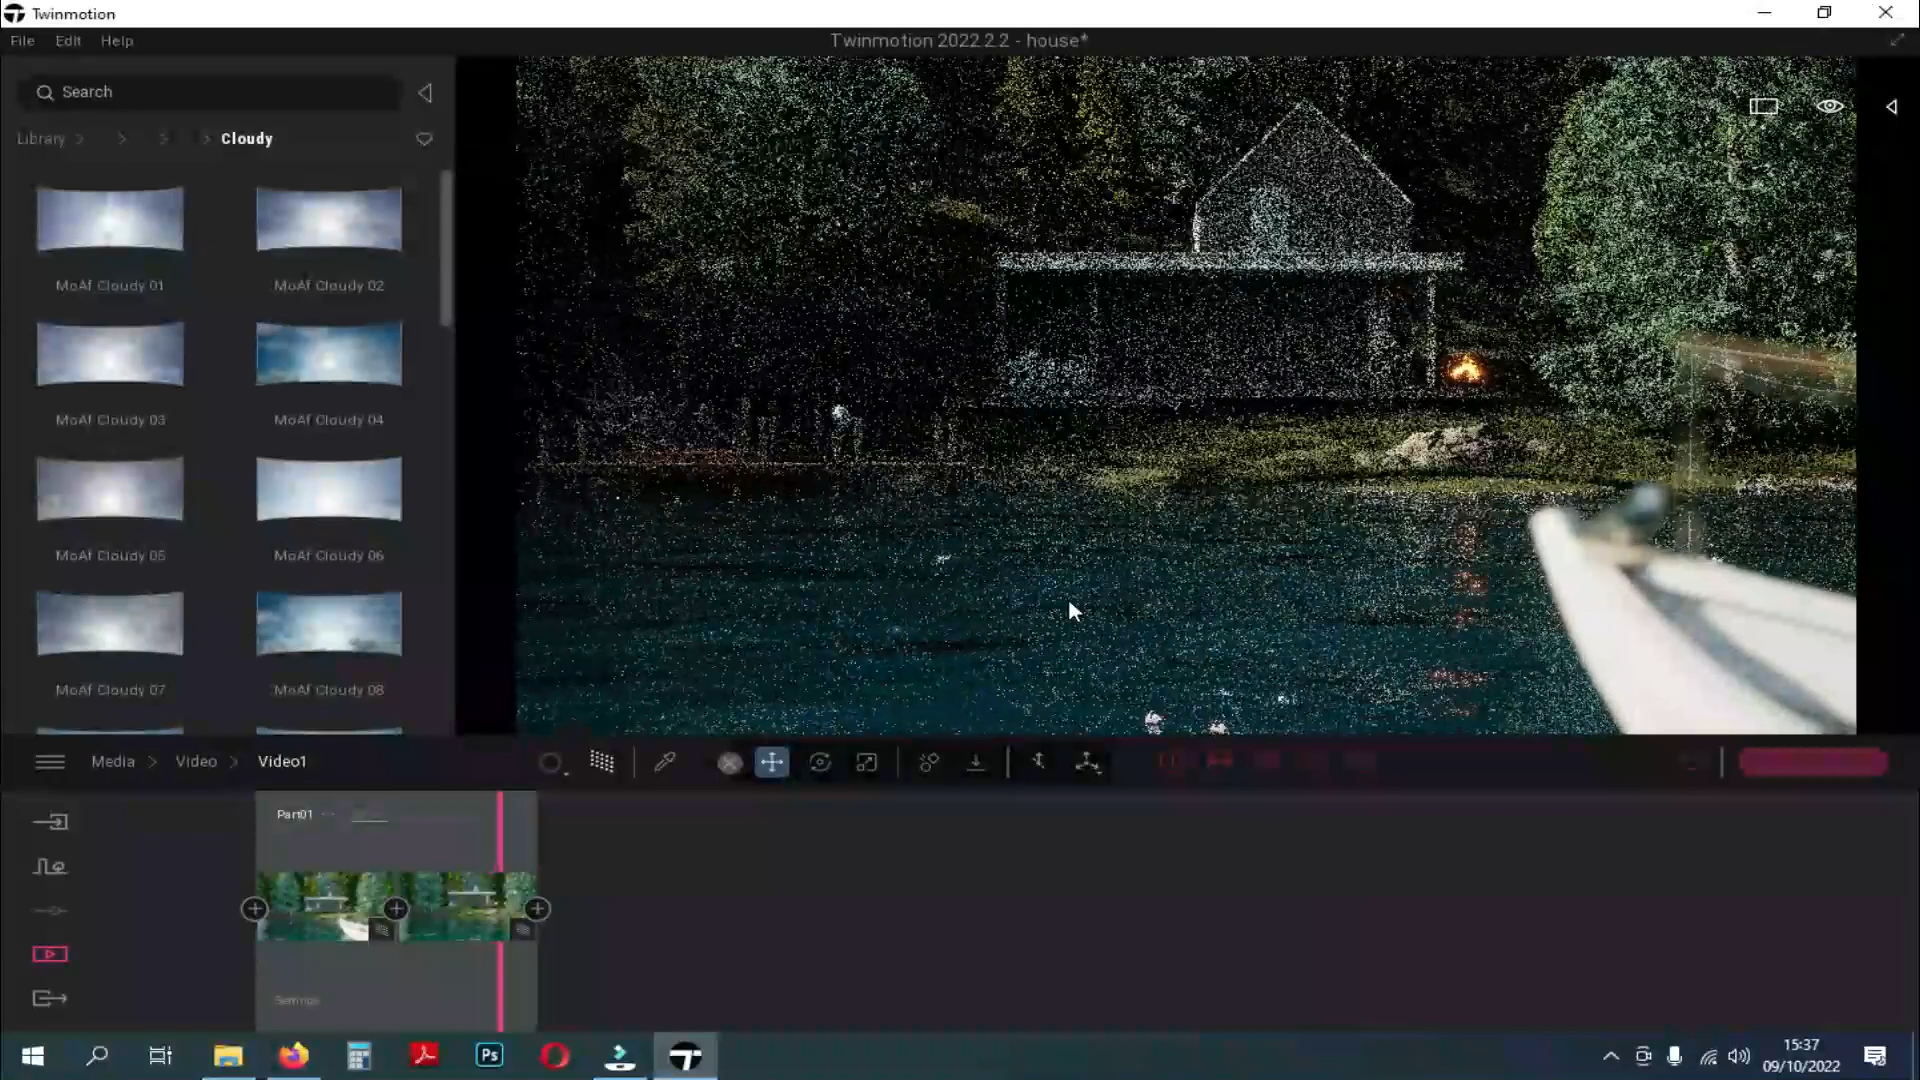 Twinmotion
File Edit Help
Twinmotion 2022.2.2 - house*
Search
Library > > > > Cloudy
MoAf Cloudy 01
MoAf Cloudy 02
MoAf Cloudy 03
MoAf Cloudy 04
MoAf Cloudy 05
MoAf Cloudy 06
MoAf Cloudy 07
MoAf Cloudy 08
Media > Video > Video1
Part01
Settings
Ps
15:37
09/10/2022